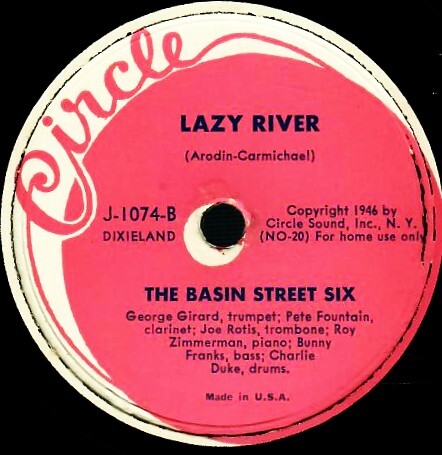 Circle
LAZY RIVER
(Arodin-Carmichael)
J-1074-B
DIXIELAND
Copyright 1946 by
Circle Sound, Inc., N. Y.
(NO-20) For home use only
THE BASIN STREET SIX
George Girard, trumpet; Pete Fountain,
clarinet; Joe Rotis, trombone; Roy
Zimmerman, piano; Bunny
Franks, bass; Charlie
Duke, drums.
Made in U.S.A.